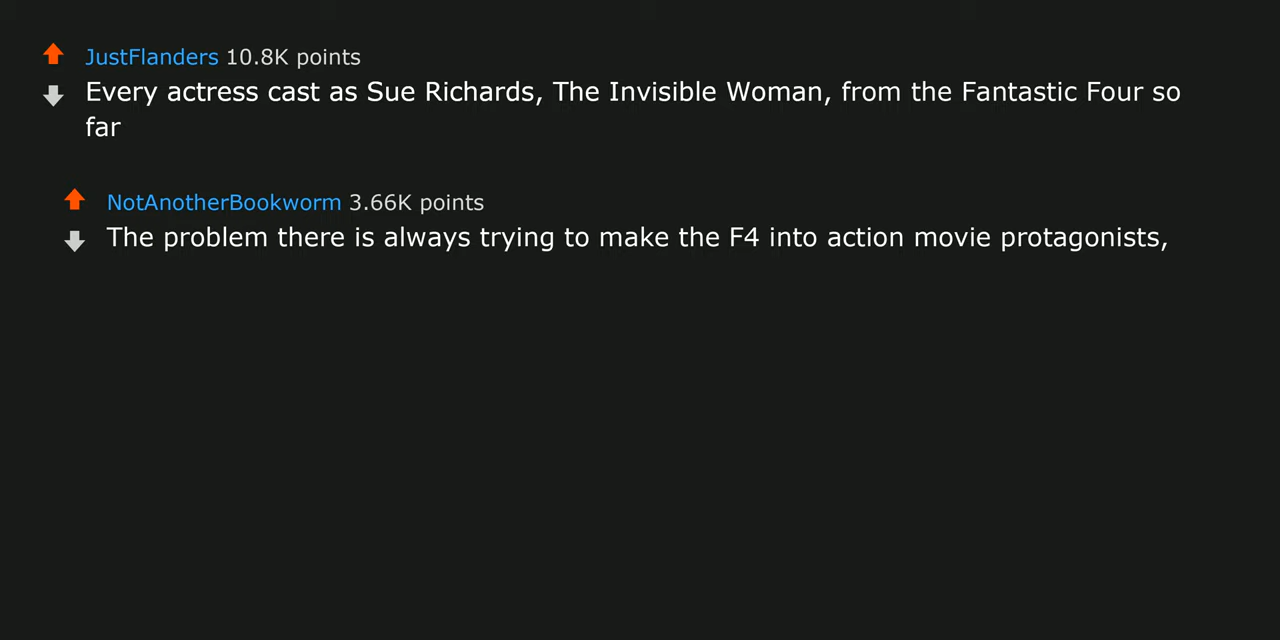 JustFlanders 10.8K points
Every actress cast as Sue Richards, The Invisible Woman, from the Fantastic Four so
far
NotAnotherBookworm 3.66K points
The problem there is always trying to make the F4 into action movie protagonists,